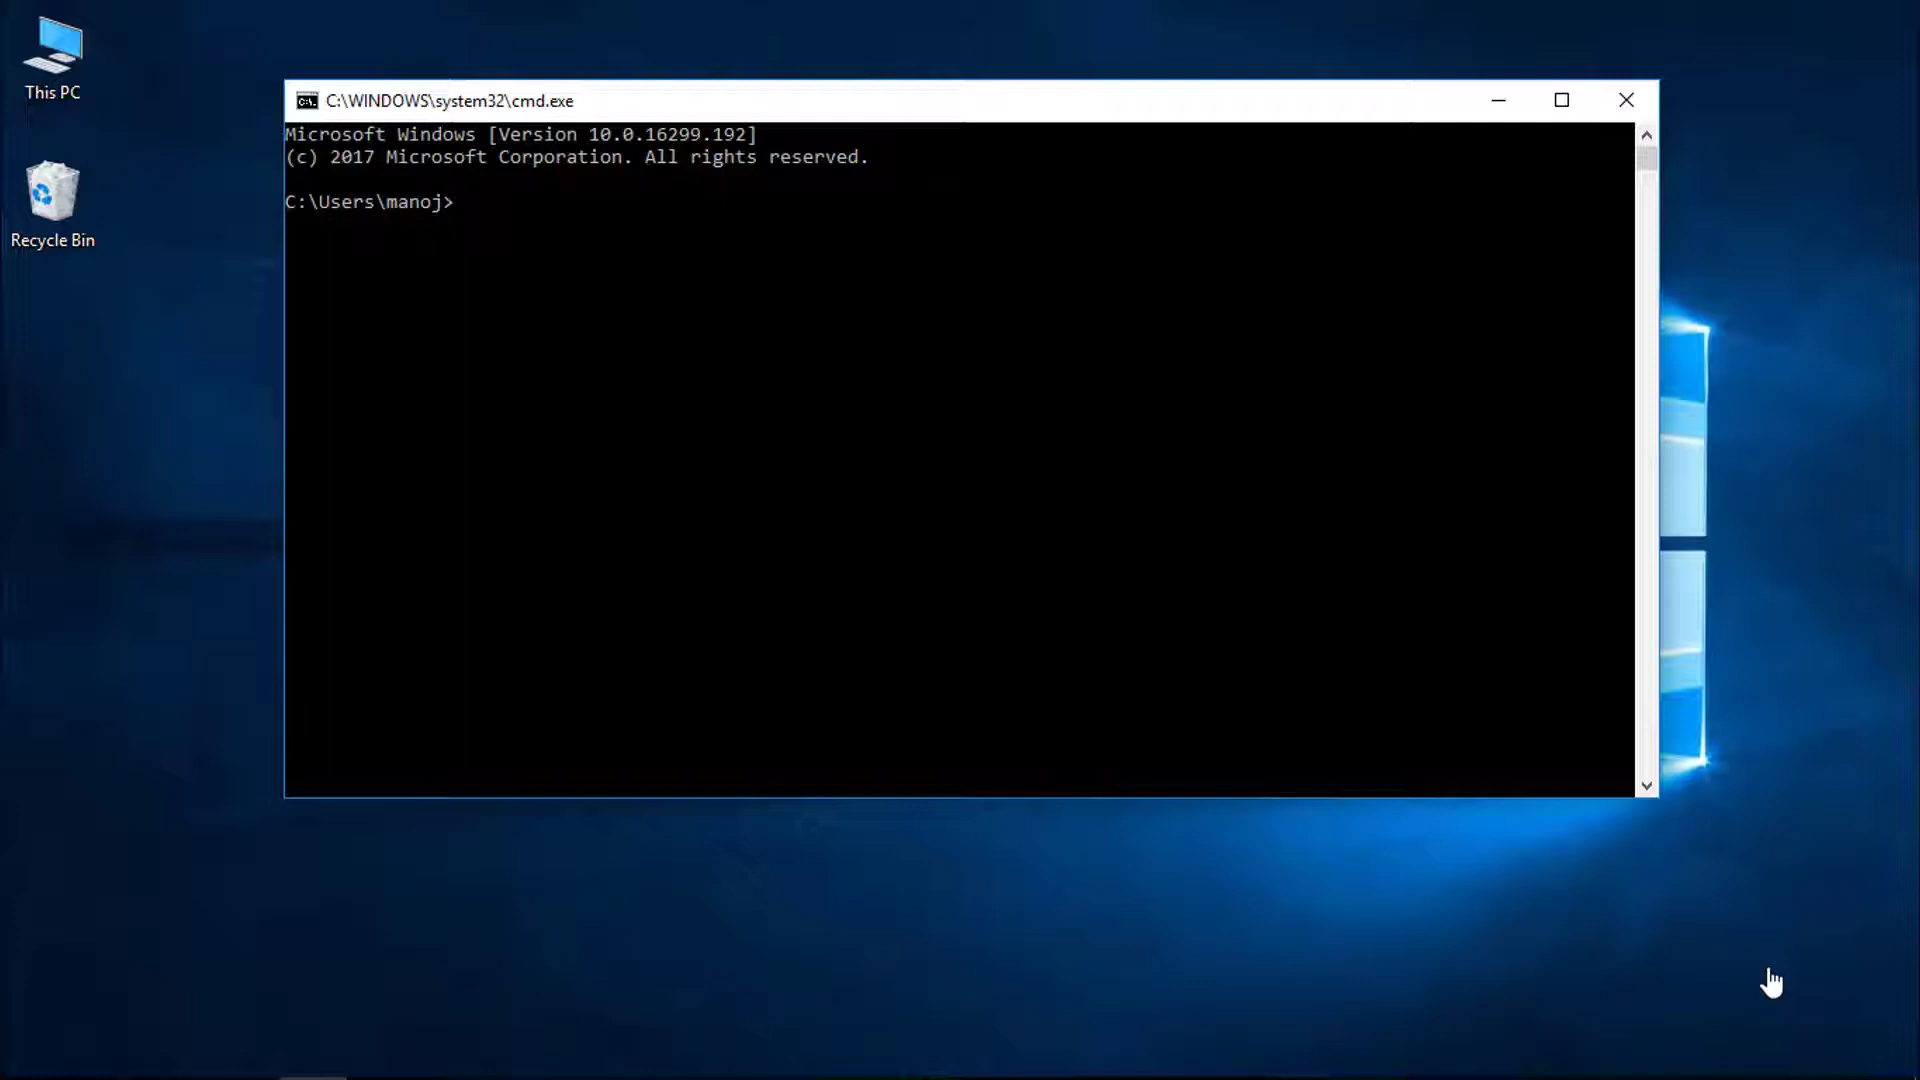 This PC
Recycle Bin
C:\WINDOWS\system32\cmd.exe
Microsoft Windows [Version 10.0.16299.192]
(c) 2017 Microsoft Corporation. All rights reserved.
C:\Users\manoj>